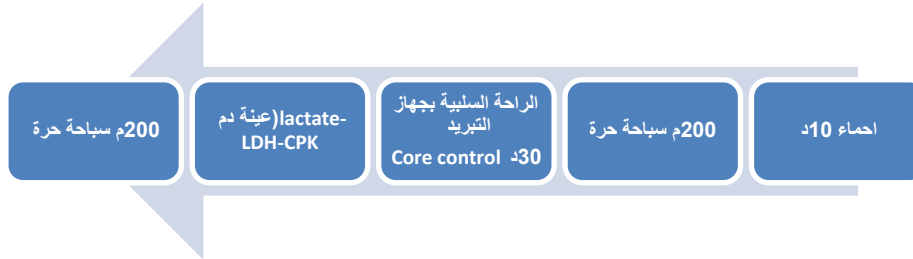 احماء 10د
200م سباحة حرة
الراحة السلبية بجهاز
التبريد
Core control 30د
عينة دم(lactate-
LDH-CPK
200م سباحة حرة